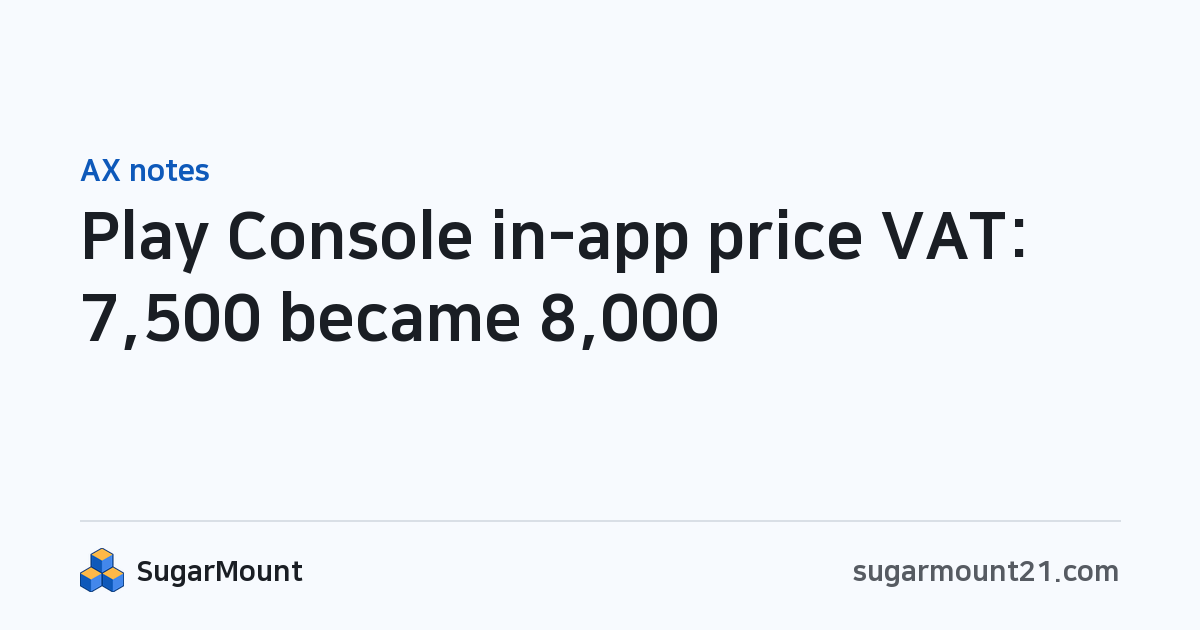 AX notes
Play Console in-app price VAT:
7,500 became 8,000
SugarMount
sugarmount21.com